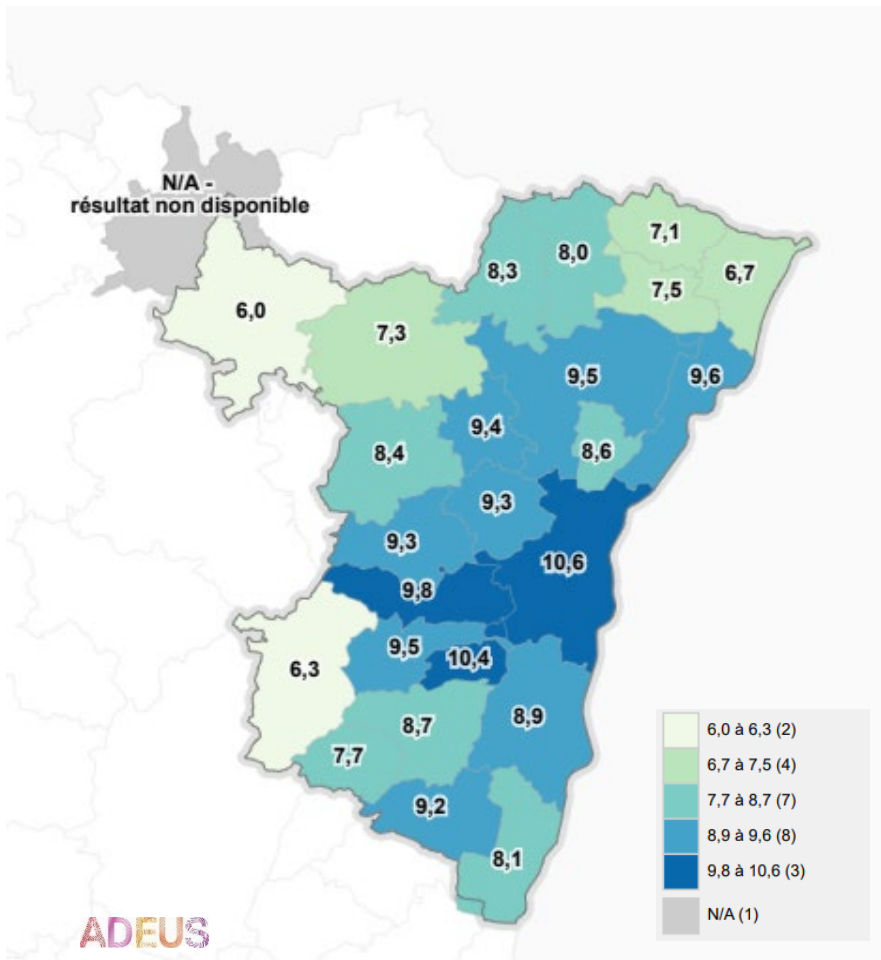 N/A -
résultat non disponible
7,1
8,0
8,3
6,7
7,5
6,0
7,3
9,5
9,6
9,4
8,4
8,6
9,3
9,3
10,6
9,8
9,5
10,4
6,3
8,9
8,7
7,7
9,2
8,1
6,0 à 6,3 (2)
6,7 à 7,5 (4)
7,7 à 8,7 (7)
8,9 à 9,6 (8)
9,8 à 10,6 (3)
N/A (1)
ADEUS